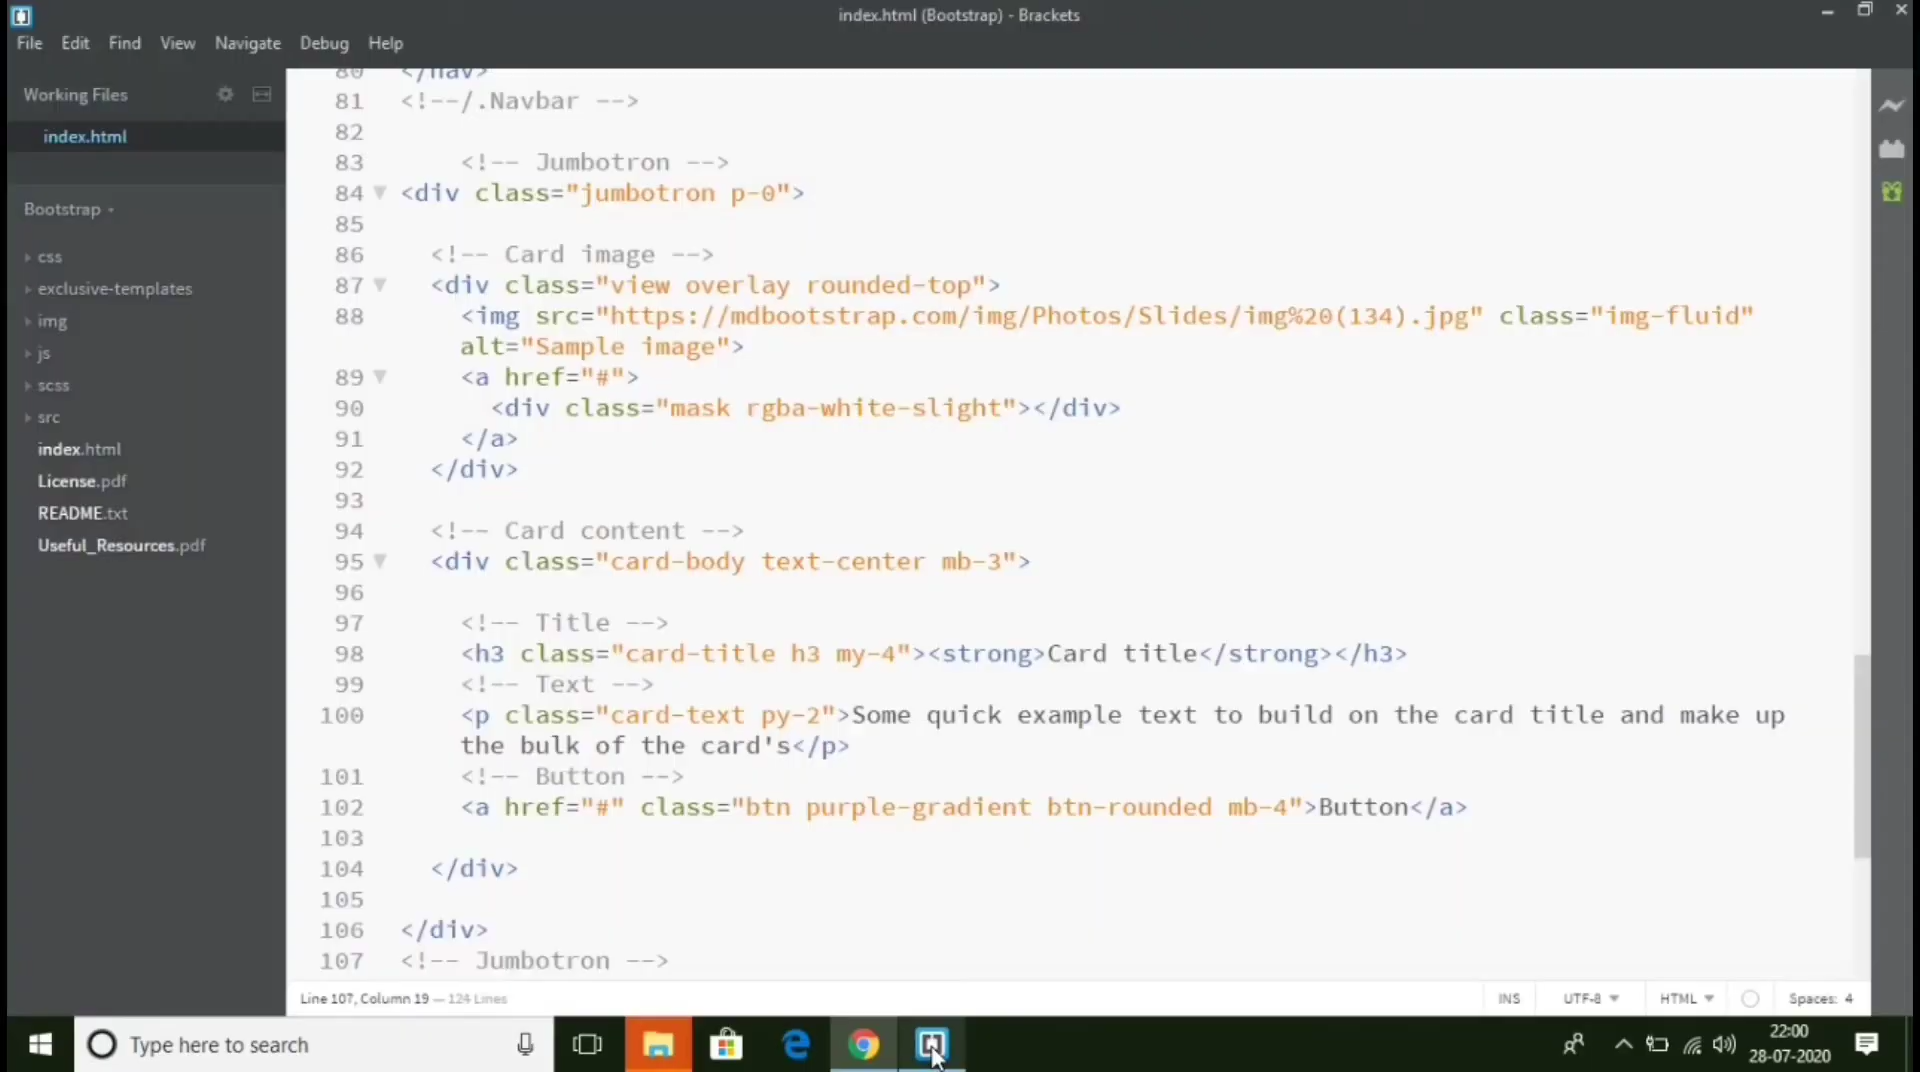 index.html (Bootstrap) - Brackets
File Edit Find View Navigate Debug Help
Working Files
index.html
Bootstrap
css
exclusive-templates
img
js
scss
src
index.html
License.pdf
README.txt
Useful_Resources.pdf
80 </nav>
81 <!--/.Navbar -->
82
83 <!-- Jumbotron -->
84 <div class="jumbotron p-0">
85
86 <!-- Card image -->
87 <div class="view overlay rounded-top">
88 <img src="https://mdbootstrap.com/img/Photos/Slides/img%20(134).jpg" class="img-fluid"
alt="Sample image">
89 <a href="#">
90 <div class="mask rgba-white-slight"></div>
91 </a>
92 </div>
93
94 <!-- Card content -->
95 <div class="card-body text-center mb-3">
96
97 <!-- Title -->
98 <h3 class="card-title h3 my-4"><strong>Card title</strong></h3>
99 <!-- Text -->
100 <p class="card-text py-2">Some quick example text to build on the card title and make up
the bulk of the card's</p>
101 <!-- Button -->
102 <a href="#" class="btn purple-gradient btn-rounded mb-4">Button</a>
103
104 </div>
105
106 </div>
107 <!-- Jumbotron -->
Line 107, Column 19 — 124 Lines
INS UTF-8 HTML Spaces: 4
Type here to search
22:00
28-07-2020